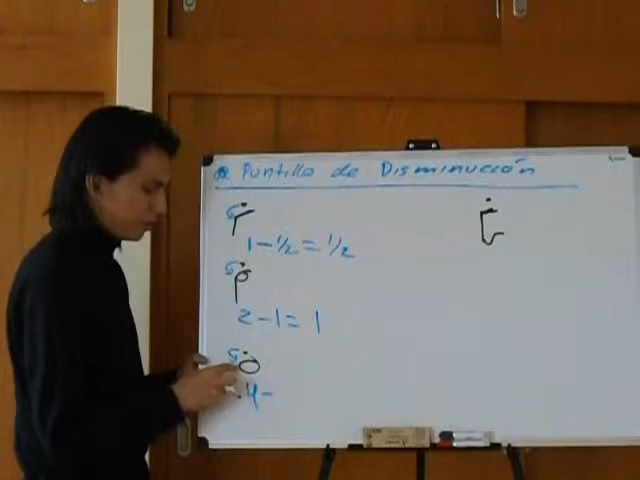 Puntillo de Disminución
1-1/2=1/2
2-1=1
4-